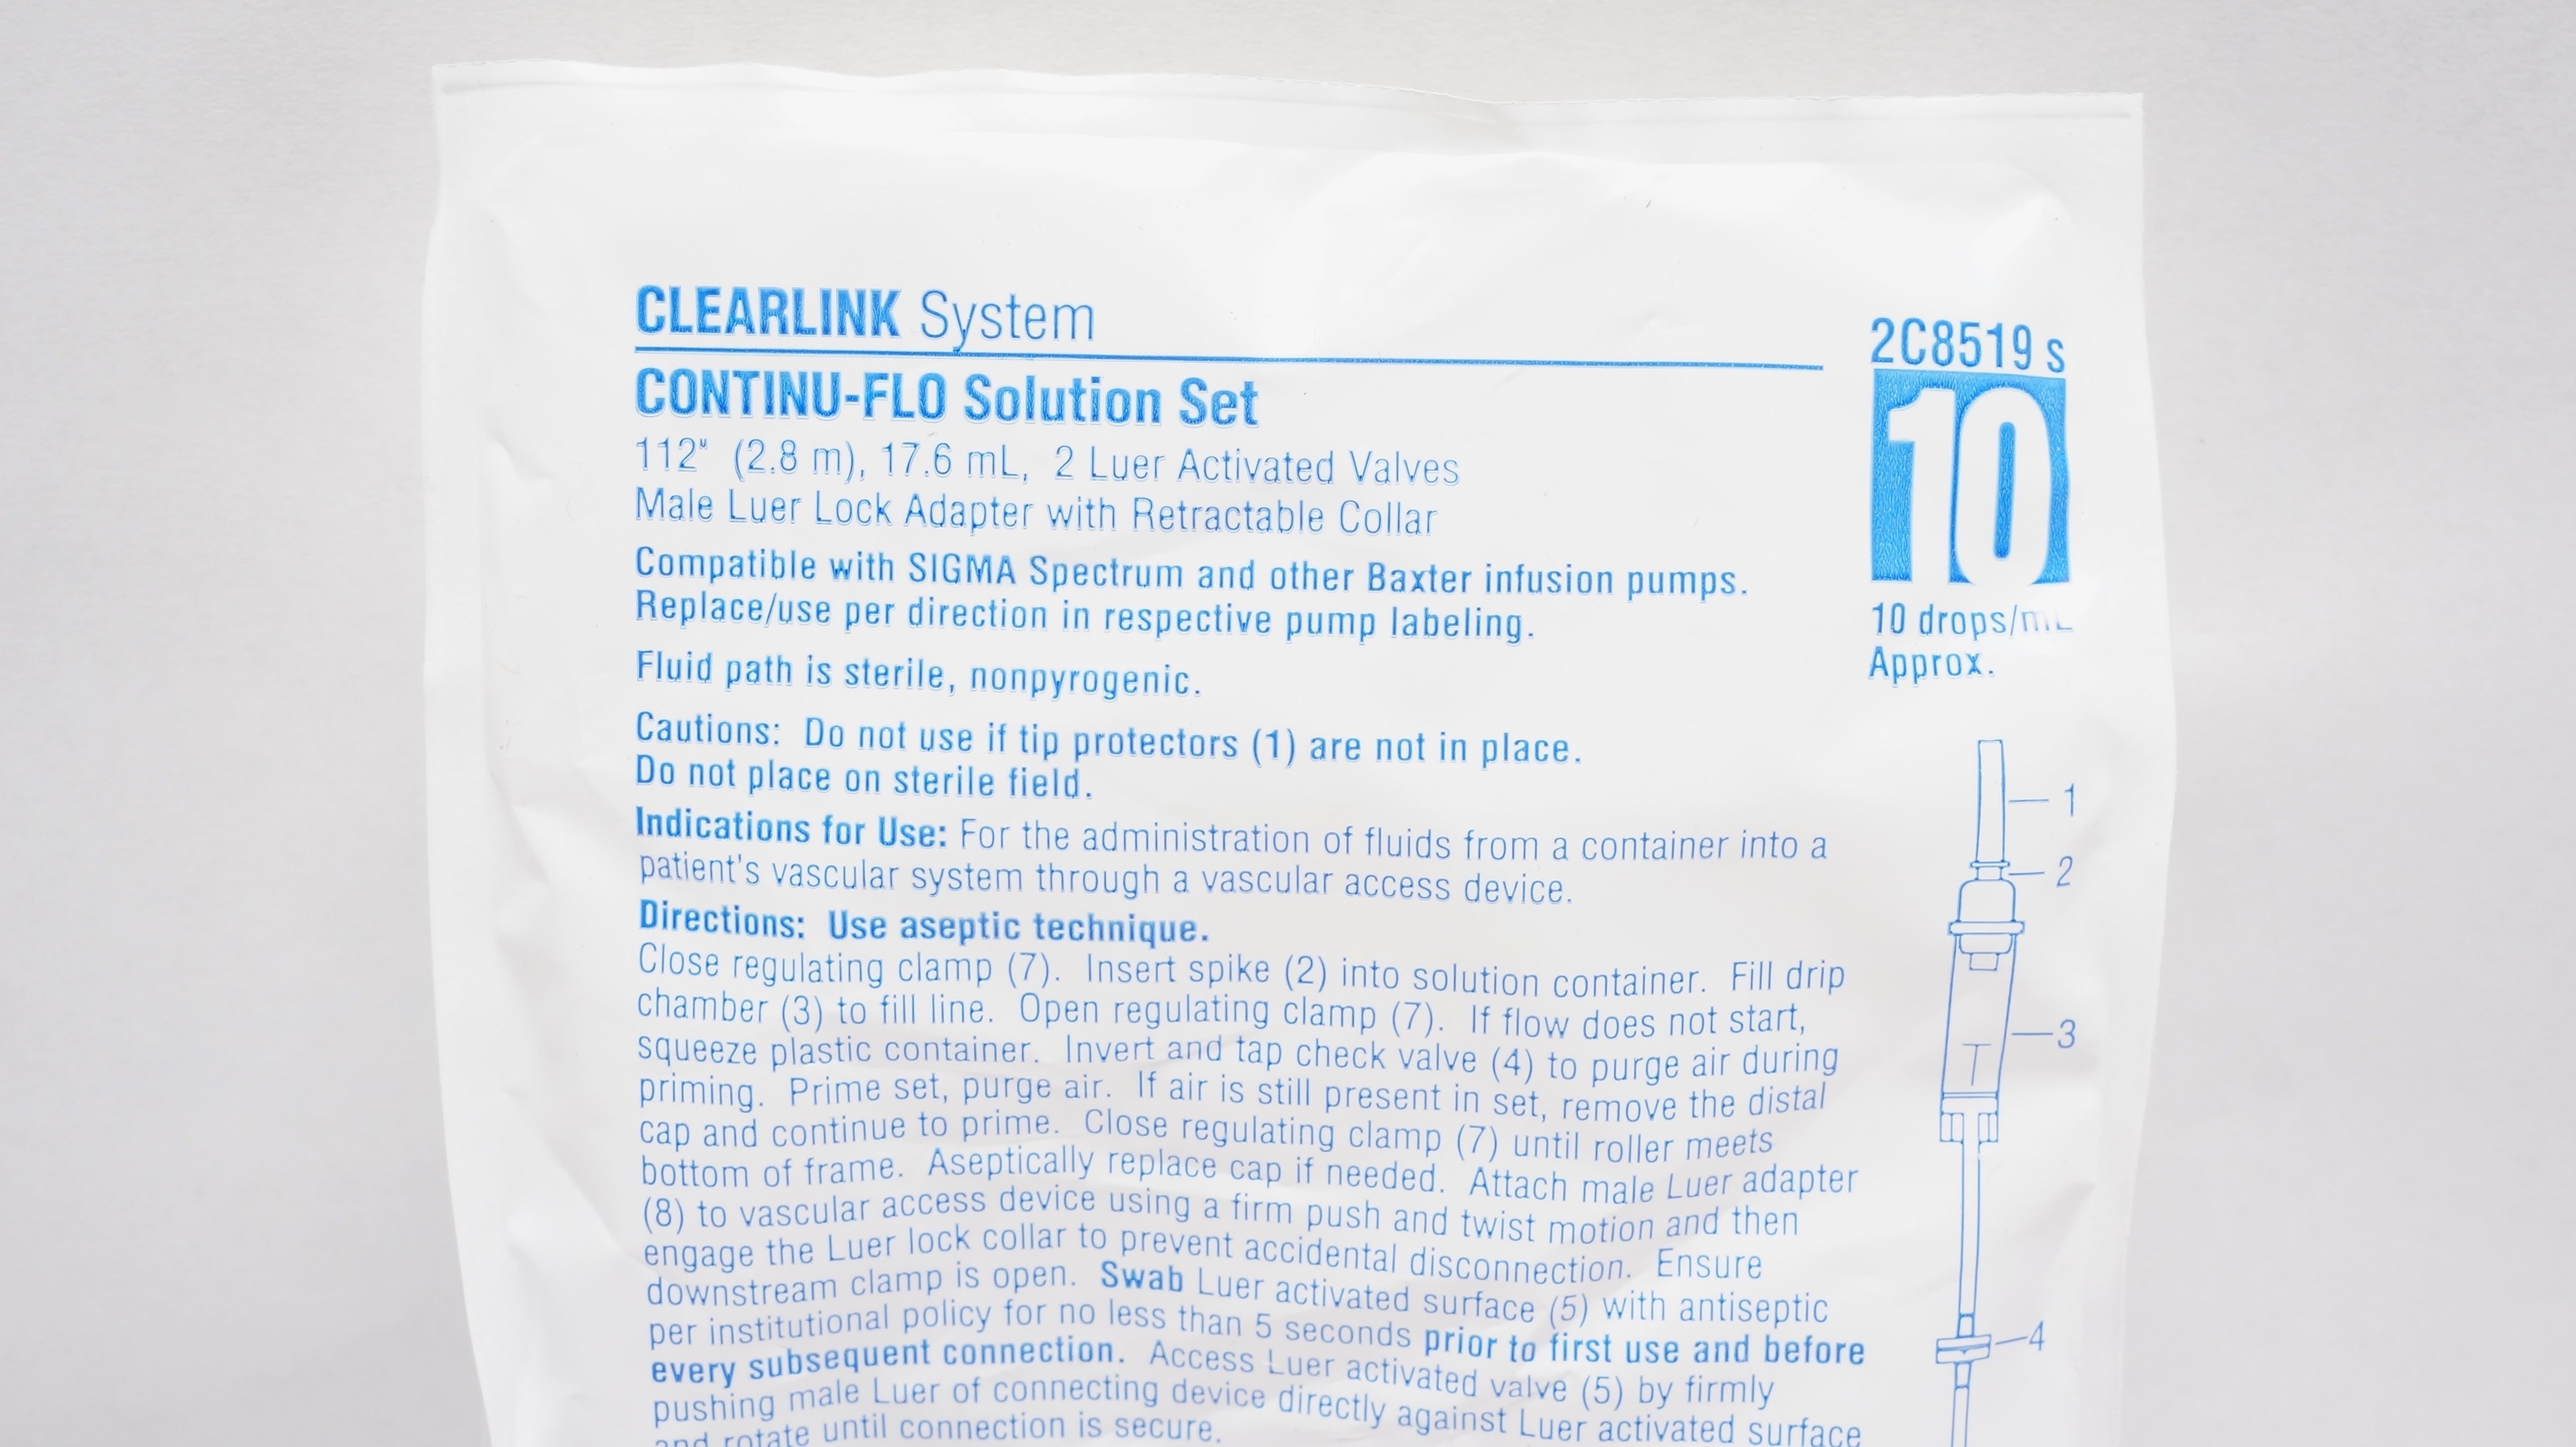 CLEARLINK System
CONTINU-FLO Solution Set
112" (2.8 m), 17.6 mL, 2 Luer Activated Valves
Male Luer Lock Adapter with Retractable Collar
Compatible with SIGMA Spectrum and other Baxter infusion pumps.
Replace/use per direction in respective pump labeling.
Fluid path is sterile, nonpyrogenic.
Cautions: Do not use if tip protectors (1) are not in place.
Do not place on sterile field.
Indications for Use: For the administration of fluids from a container into a
patient's vascular system through a vascular access device.
Directions: Use aseptic technique.
Close regulating clamp (7). Insert spike (2) into solution container. Fill drip
chamber (3) to fill line. Open regulating clamp (7). If flow does not start,
squeeze plastic container. Invert and tap check valve (4) to purge air during
priming. Prime set, purge air. If air is still present in set, remove the distal
cap and continue to prime. Close regulating clamp (7) until roller meets
bottom of frame. Aseptically replace cap if needed. Attach male Luer adapter
(8) to vascular access device using a firm push and twist motion and then
engage the Luer lock collar to prevent accidental disconnection. Ensure
downstream clamp is open. Swab Luer activated surface (5) with antiseptic
per institutional policy for no less than 5 seconds prior to first use and before
every subsequent connection. Access Luer activated valve (5) by firmly
pushing male Luer of connecting device directly against Luer activated surface
and rotate until connection is secure.
2C8519 s
10
10 drops/mL
Approx.
1
2
3
4